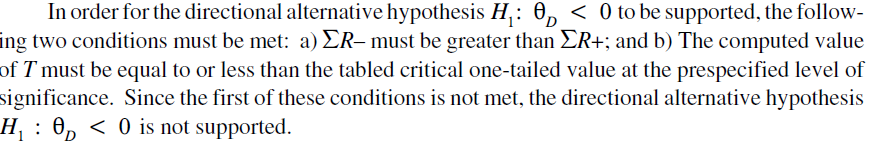 In order for the directional alternative hypothesis H₁: θ_D < 0 to be supported, the follow-
ing two conditions must be met: a) ΣR– must be greater than ΣR+; and b) The computed value
of T must be equal to or less than the tabled critical one-tailed value at the prespecified level of
significance. Since the first of these conditions is not met, the directional alternative hypothesis
H₁ : θ_D < 0 is not supported.